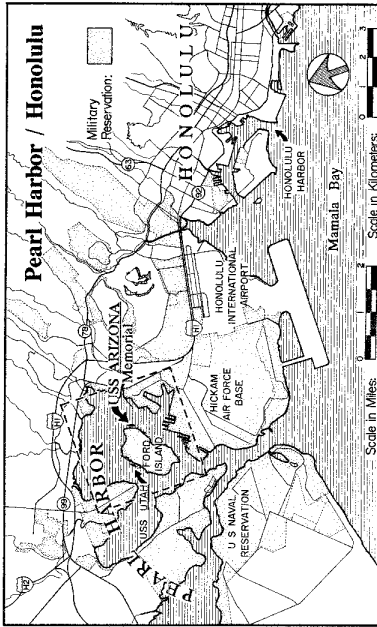 Pearl Harbor / Honolulu
Military
Reservation:
HONOLULU
63
92
78
H1
H1
99
H2
USS ARIZONA
Memorial
HARBOR
PEARL
USS UTAH
FORD
ISLAND
HONOLULU
INTERNATIONAL
AIRPORT
HICKAM
AIR FORCE
BASE
U S NAVAL
RESERVATION
HONOLULU
HARBOR
Mamala Bay
Scale in Miles:
0
2
Scale in Kilometers:
0
3